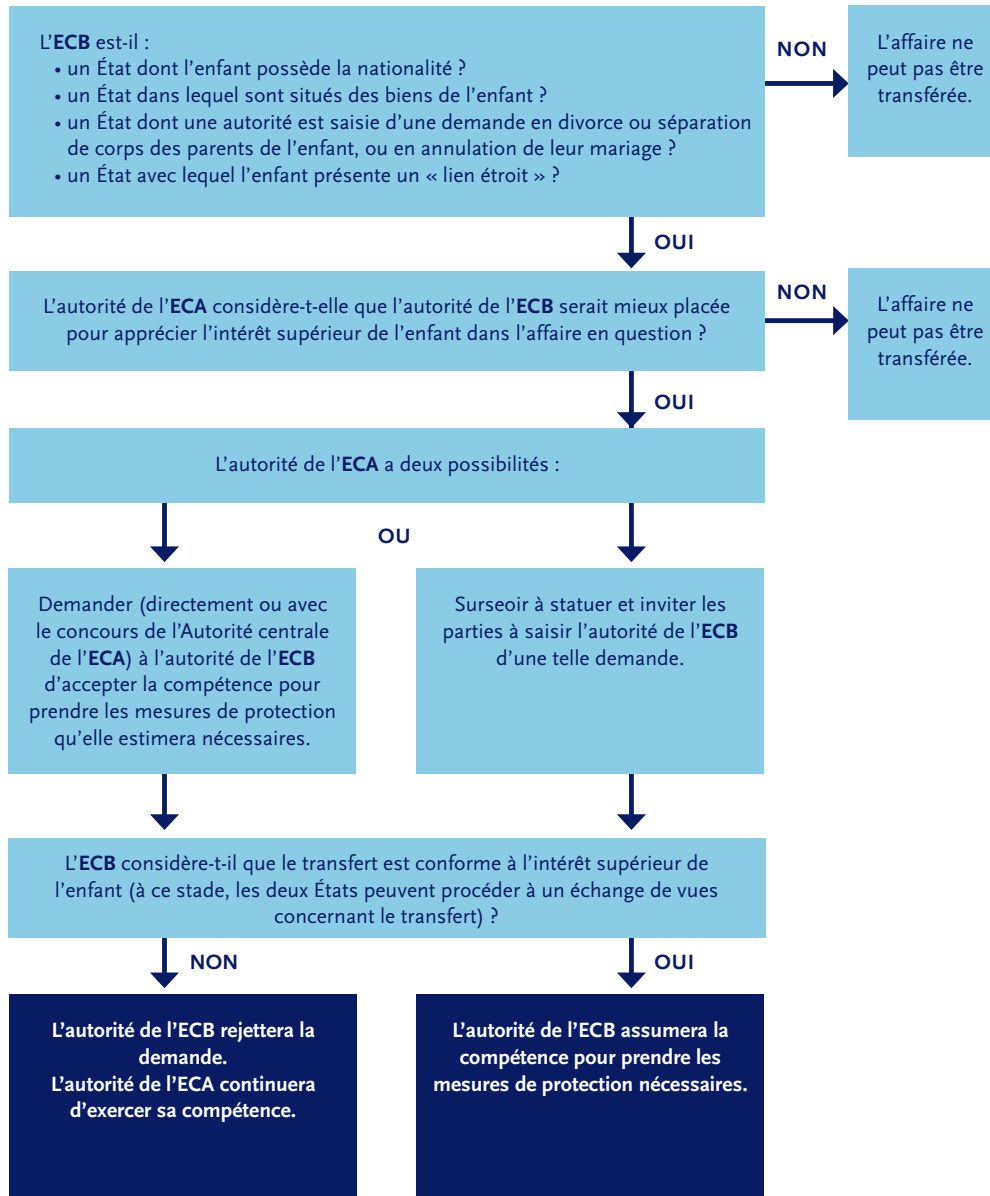 L'ECB est-il :
• un État dont l'enfant possède la nationalité ?
• un État dans lequel sont situés des biens de l'enfant ?
• un État dont une autorité est saisie d'une demande en divorce ou séparation
de corps des parents de l'enfant, ou en annulation de leur mariage ?
• un État avec lequel l'enfant présente un « lien étroit » ?
NON
L'affaire ne
peut pas être
transférée.
OUI
L'autorité de l'ECA considère-t-elle que l'autorité de l'ECB serait mieux placée
pour apprécier l'intérêt supérieur de l'enfant dans l'affaire en question ?
NON
L'affaire ne
peut pas être
transférée.
OUI
L'autorité de l'ECA a deux possibilités :
OU
Demander (directement ou avec
le concours de l'Autorité centrale
de l'ECA) à l'autorité de l'ECB
d'accepter la compétence pour
prendre les mesures de protection
qu'elle estimera nécessaires.
Surseoir à statuer et inviter les
parties à saisir l'autorité de l'ECB
d'une telle demande.
L'ECB considère-t-il que le transfert est conforme à l'intérêt supérieur de
l'enfant (à ce stade, les deux États peuvent procéder à un échange de vues
concernant le transfert) ?
NON
OUI
L'autorité de l'ECB rejettera la
demande.
L'autorité de l'ECA continuera
d'exercer sa compétence.
L'autorité de l'ECB assumera la
compétence pour prendre les
mesures de protection nécessaires.